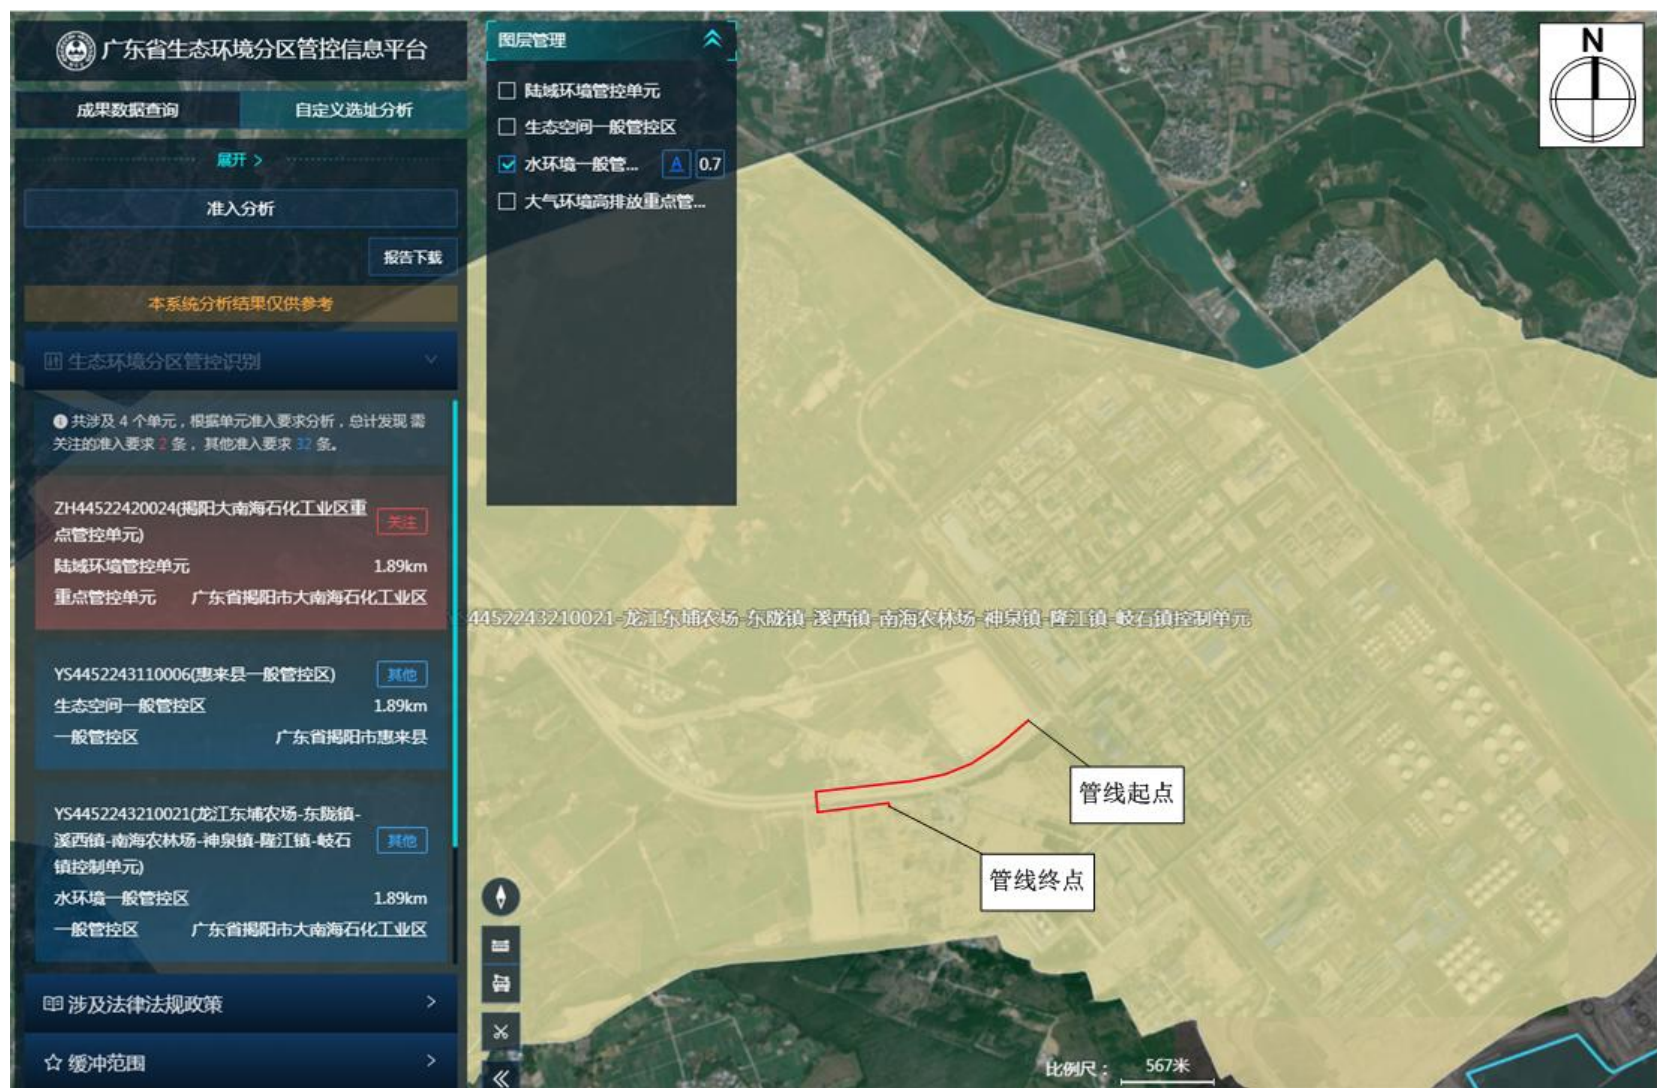 广东省生态环境分区管控信息平台
成果数据查询
自定义选址分析
展开 >
准入分析
报告下载
本系统分析结果仅供参考
生态环境分区管控识别
共涉及 4 个单元，根据单元准入要求分析，总计发现 需
关注的准入要求 2 条， 其他准入要求 32 条。
ZH44522420024(揭阳大南海石化工业区重
点管控单元)
关注
陆域环境管控单元
1.89km
重点管控单元
广东省揭阳市大南海石化工业区
YS4452243110006(惠来县一般管控区)
其他
生态空间一般管控区
1.89km
一般管控区
广东省揭阳市惠来县
YS4452243210021(龙江东埔农场-东陇镇-
溪西镇-南海农林场-神泉镇-隆江镇-岐石
镇控制单元)
其他
水环境一般管控区
1.89km
一般管控区
广东省揭阳市大南海石化工业区
涉及法律法规政策
缓冲范围
图层管理
陆域环境管控单元
生态空间一般管控区
水环境一般管...
A
0.7
大气环境高排放重点管...
N
YS4452243210021-龙江东埔农场-东陇镇-溪西镇-南海农林场-神泉镇-隆江镇-岐石镇控制单元
管线起点
管线终点
比例尺： 567米